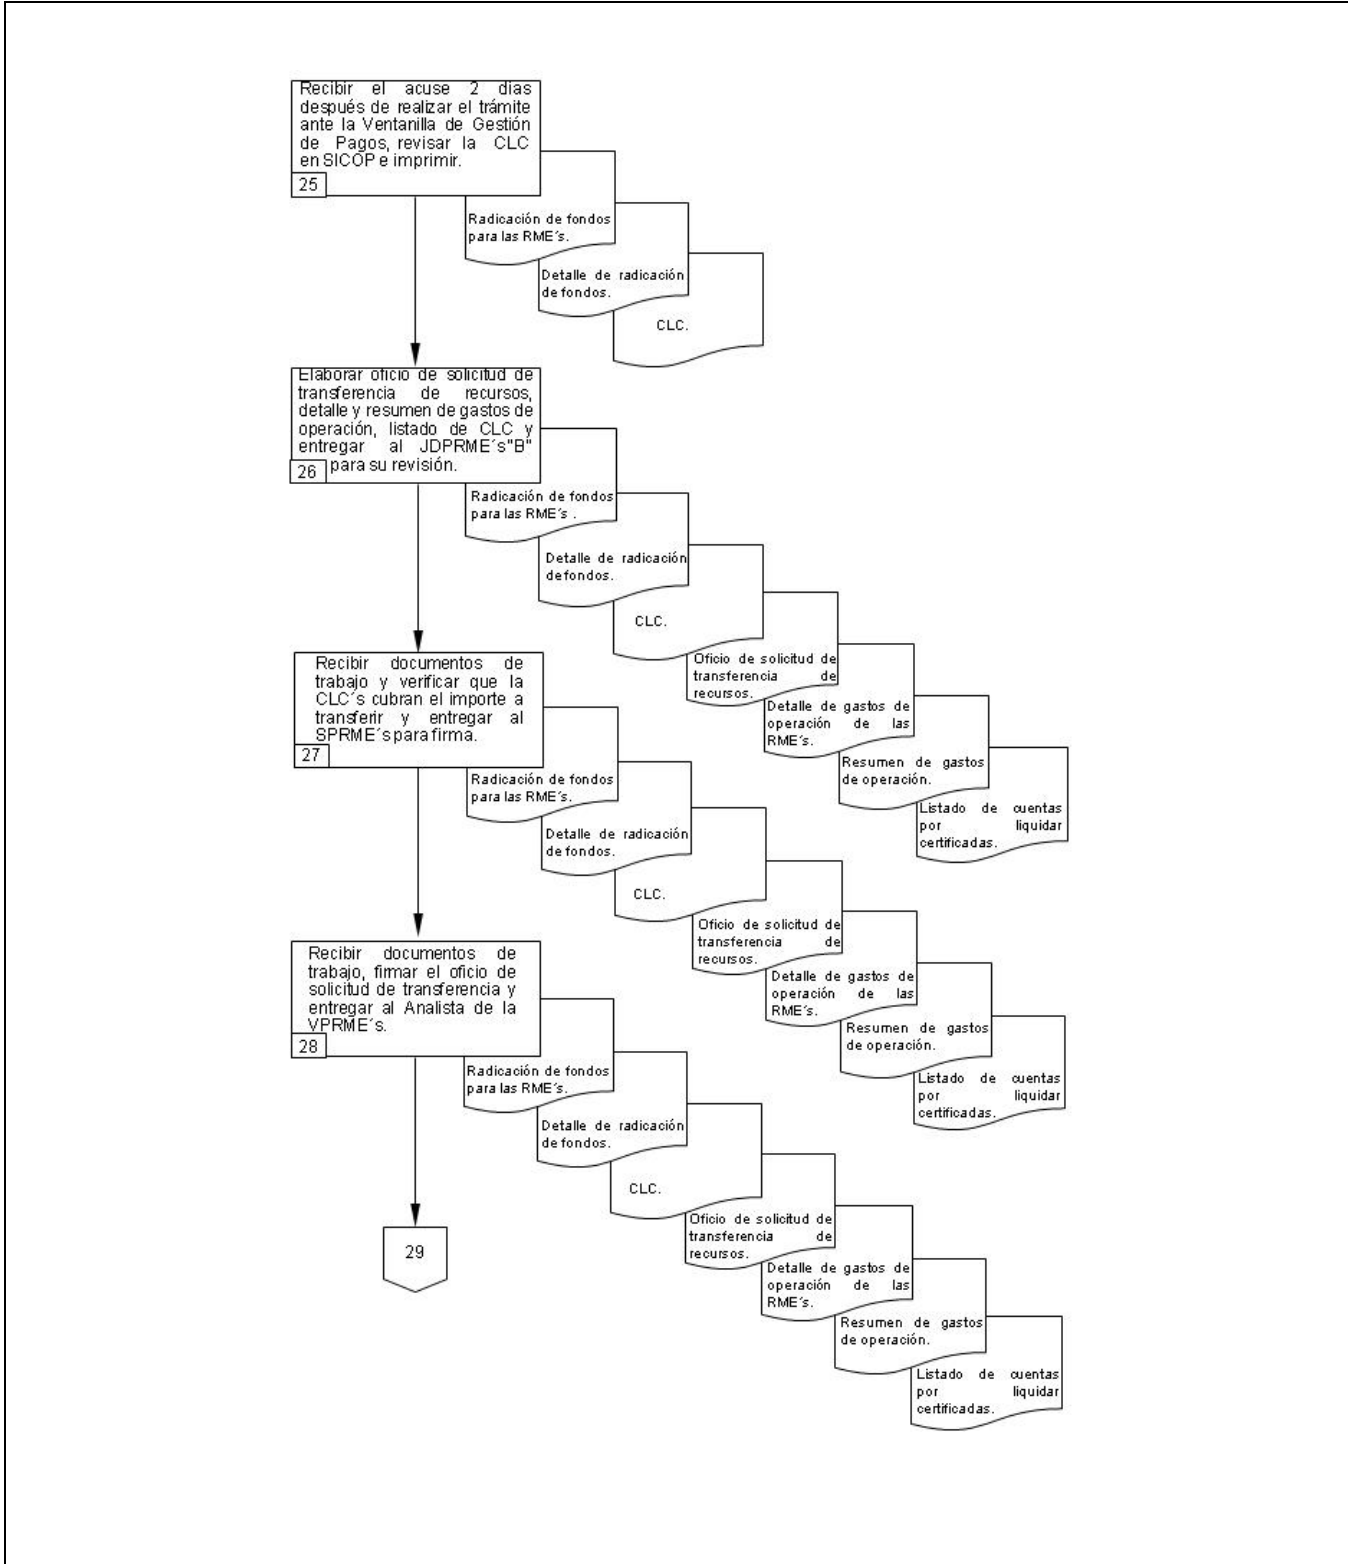 Recibir el acuse 2 dias
después de realizar el trámite
ante la Ventanilla de Gestión
de Pagos, revisar la CLC
en SICOP e imprimir.
25
Radicación de fondos
para las RME´s.
Detalle de radicación
de fondos.
CLC.
Elaborar oficio de solicitud de
transferencia de recursos,
detalle y resumen de gastos de
operación, listado de CLC y
entregar al JDPRME´s"B"
para su revisión.
26
Radicación de fondos
para las RME´s .
Detalle de radicación
de fondos.
CLC.
Oficio de solicitud de
transferencia de
recursos.
Detalle de gastos de
operación de las
RME´s.
Resumen de gastos
de operación.
Listado de cuentas
por liquidar
certificadas.
Recibir documentos de
trabajo y verificar que la
CLC´s cubran el importe a
transferir y entregar al
SPRME´s para firma.
27
Radicación de fondos
para las RME´s.
Detalle de radicación
de fondos.
CLC.
Oficio de solicitud de
transferencia de
recursos.
Detalle de gastos de
operación de las
RME´s.
Resumen de gastos
de operación.
Listado de cuentas
por liquidar
certificadas.
Recibir documentos de
trabajo, firmar el oficio de
solicitud de transferencia y
entregar al Analista de la
VPRME´s.
28
Radicación de fondos
para las RME´s.
Detalle de radicación
de fondos.
CLC.
Oficio de solicitud de
transferencia de
recursos.
Detalle de gastos de
operación de las
RME´s.
Resumen de gastos
de operación.
Listado de cuentas
por liquidar
certificadas.
29